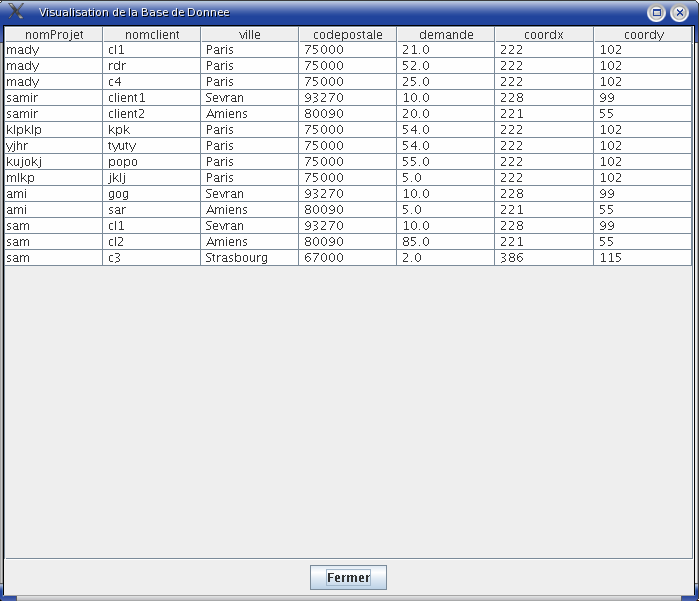 Visualisation de la Base de Donnee
nomProjet nomclient ville codepostale demande coordx coordy
mady cl1 Paris 75000 21.0 222 102
mady rdr Paris 75000 52.0 222 102
mady c4 Paris 75000 25.0 222 102
samir client1 Sevran 93270 10.0 228 99
samir client2 Amiens 80090 20.0 221 55
klpklp kpk Paris 75000 54.0 222 102
yjhr tyuty Paris 75000 54.0 222 102
kujokj popo Paris 75000 55.0 222 102
mlkp jklj Paris 75000 5.0 222 102
ami gog Sevran 93270 10.0 228 99
ami sar Amiens 80090 5.0 221 55
sam cl1 Sevran 93270 10.0 228 99
sam cl2 Amiens 80090 85.0 221 55
sam c3 Strasbourg 67000 2.0 386 115
Fermer